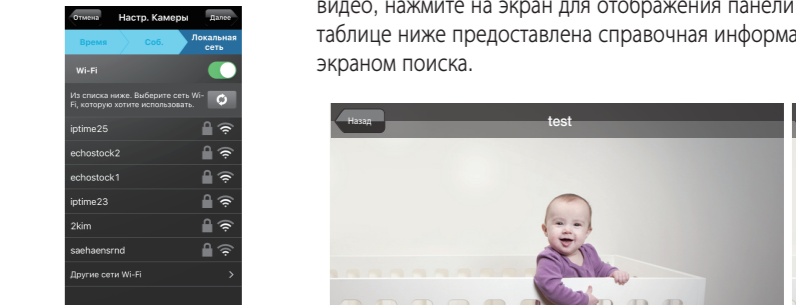 Отмена Настр. Камеры Далее
Время Соб. Локальная сеть
Wi-Fi
Из списка ниже. Выберите сеть Wi-
Fi, которую хотите использовать.
iptime25
echostock2
echostock1
iptime23
2kim
saehaensrnd
Другие сети Wi-Fi
видео, нажмите на экран для отображения панели
таблице ниже предоставлена справочная информа
экраном поиска.
Назад test